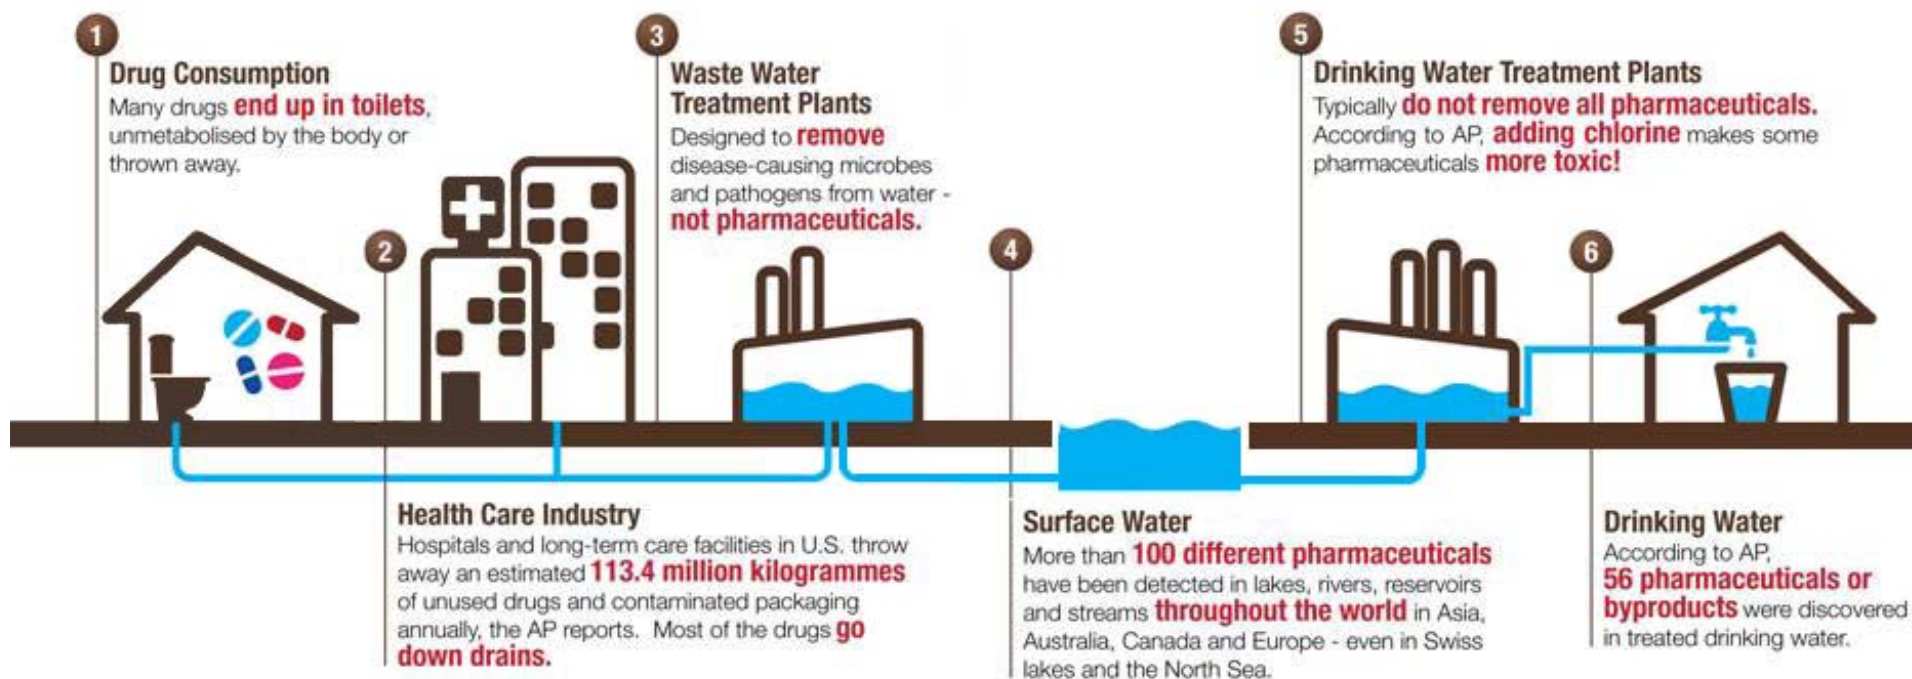 1
Drug Consumption
Many drugs end up in toilets,
unmetabolised by the body or
thrown away.
2
Health Care Industry
Hospitals and long-term care facilities in U.S. throw
away an estimated 113.4 million kilogrammes
of unused drugs and contaminated packaging
annually, the AP reports. Most of the drugs go
down drains.
3
Waste Water
Treatment Plants
Designed to remove
disease-causing microbes
and pathogens from water -
not pharmaceuticals.
4
Surface Water
More than 100 different pharmaceuticals
have been detected in lakes, rivers, reservoirs
and streams throughout the world in Asia,
Australia, Canada and Europe - even in Swiss
lakes and the North Sea.
5
Drinking Water Treatment Plants
Typically do not remove all pharmaceuticals.
According to AP, adding chlorine makes some
pharmaceuticals more toxic!
6
Drinking Water
According to AP,
56 pharmaceuticals or
byproducts were discovered
in treated drinking water.